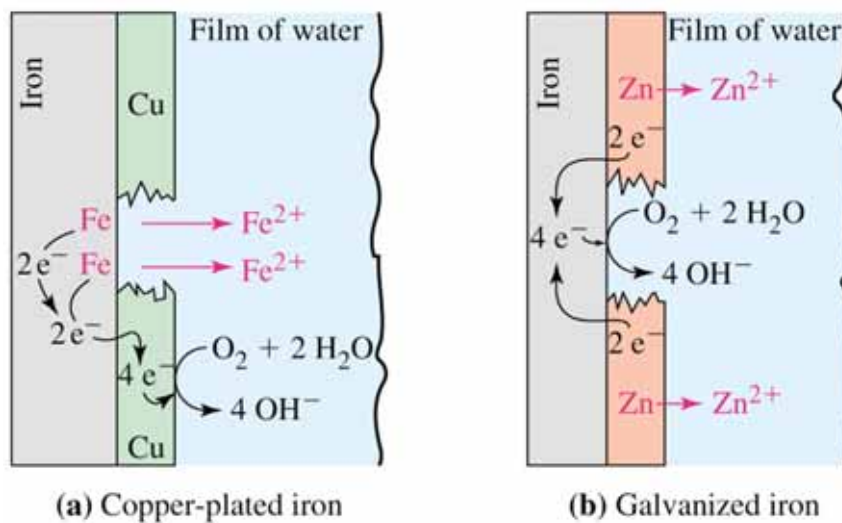 Film of water
Iron
Cu
Fe → Fe²⁺
2 e⁻ Fe → Fe²⁺
2 e⁻
4 e⁻
O₂ + 2 H₂O
4 OH⁻
Cu
(a) Copper-plated iron
Film of water
Iron
Zn → Zn²⁺
2 e⁻
O₂ + 2 H₂O
4 e⁻
4 OH⁻
2 e⁻
Zn → Zn²⁺
(b) Galvanized iron